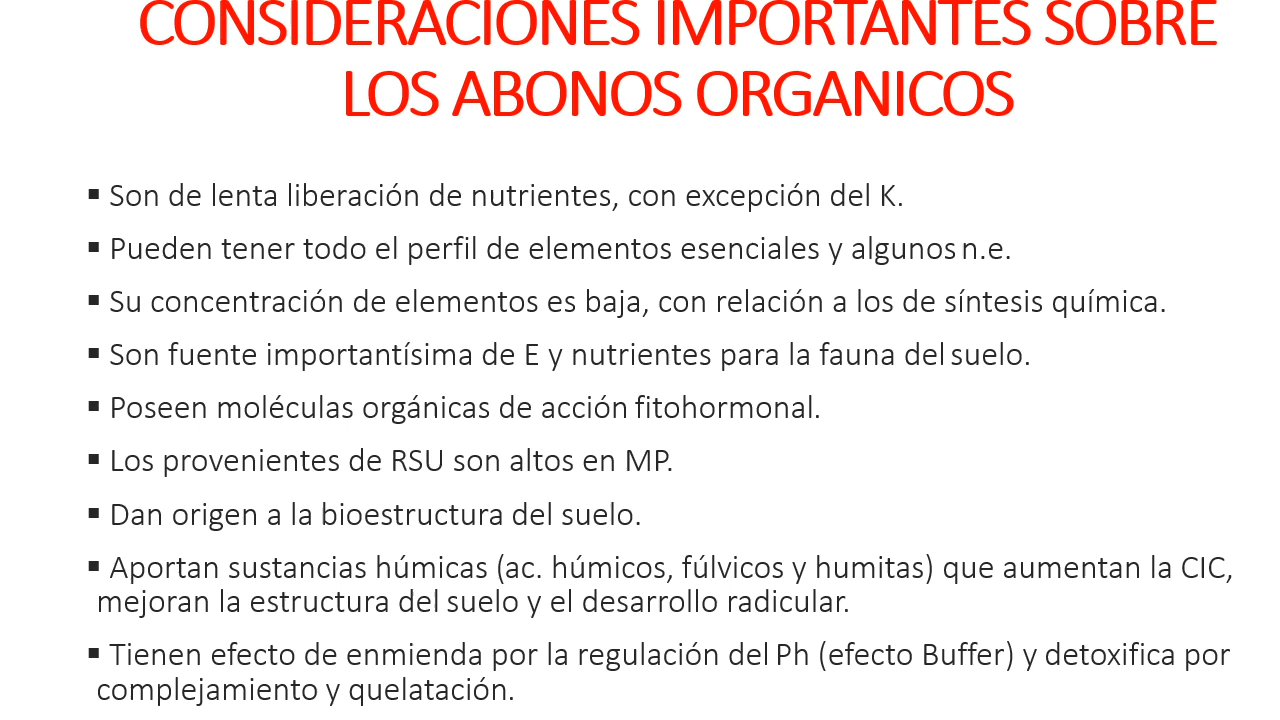 CONSIDERACIONES IMPORTANTES SOBRE
LOS ABONOS ORGANICOS
▪ Son de lenta liberación de nutrientes, con excepción del K.
▪ Pueden tener todo el perfil de elementos esenciales y algunos n.e.
▪ Su concentración de elementos es baja, con relación a los de síntesis química.
▪ Son fuente importantísima de E y nutrientes para la fauna del suelo.
▪ Poseen moléculas orgánicas de acción fitohormonal.
▪ Los provenientes de RSU son altos en MP.
▪ Dan origen a la bioestructura del suelo.
▪ Aportan sustancias húmicas (ac. húmicos, fúlvicos y humitas) que aumentan la CIC,
mejoran la estructura del suelo y el desarrollo radicular.
▪ Tienen efecto de enmienda por la regulación del Ph (efecto Buffer) y detoxifica por
complejamiento y quelatación.